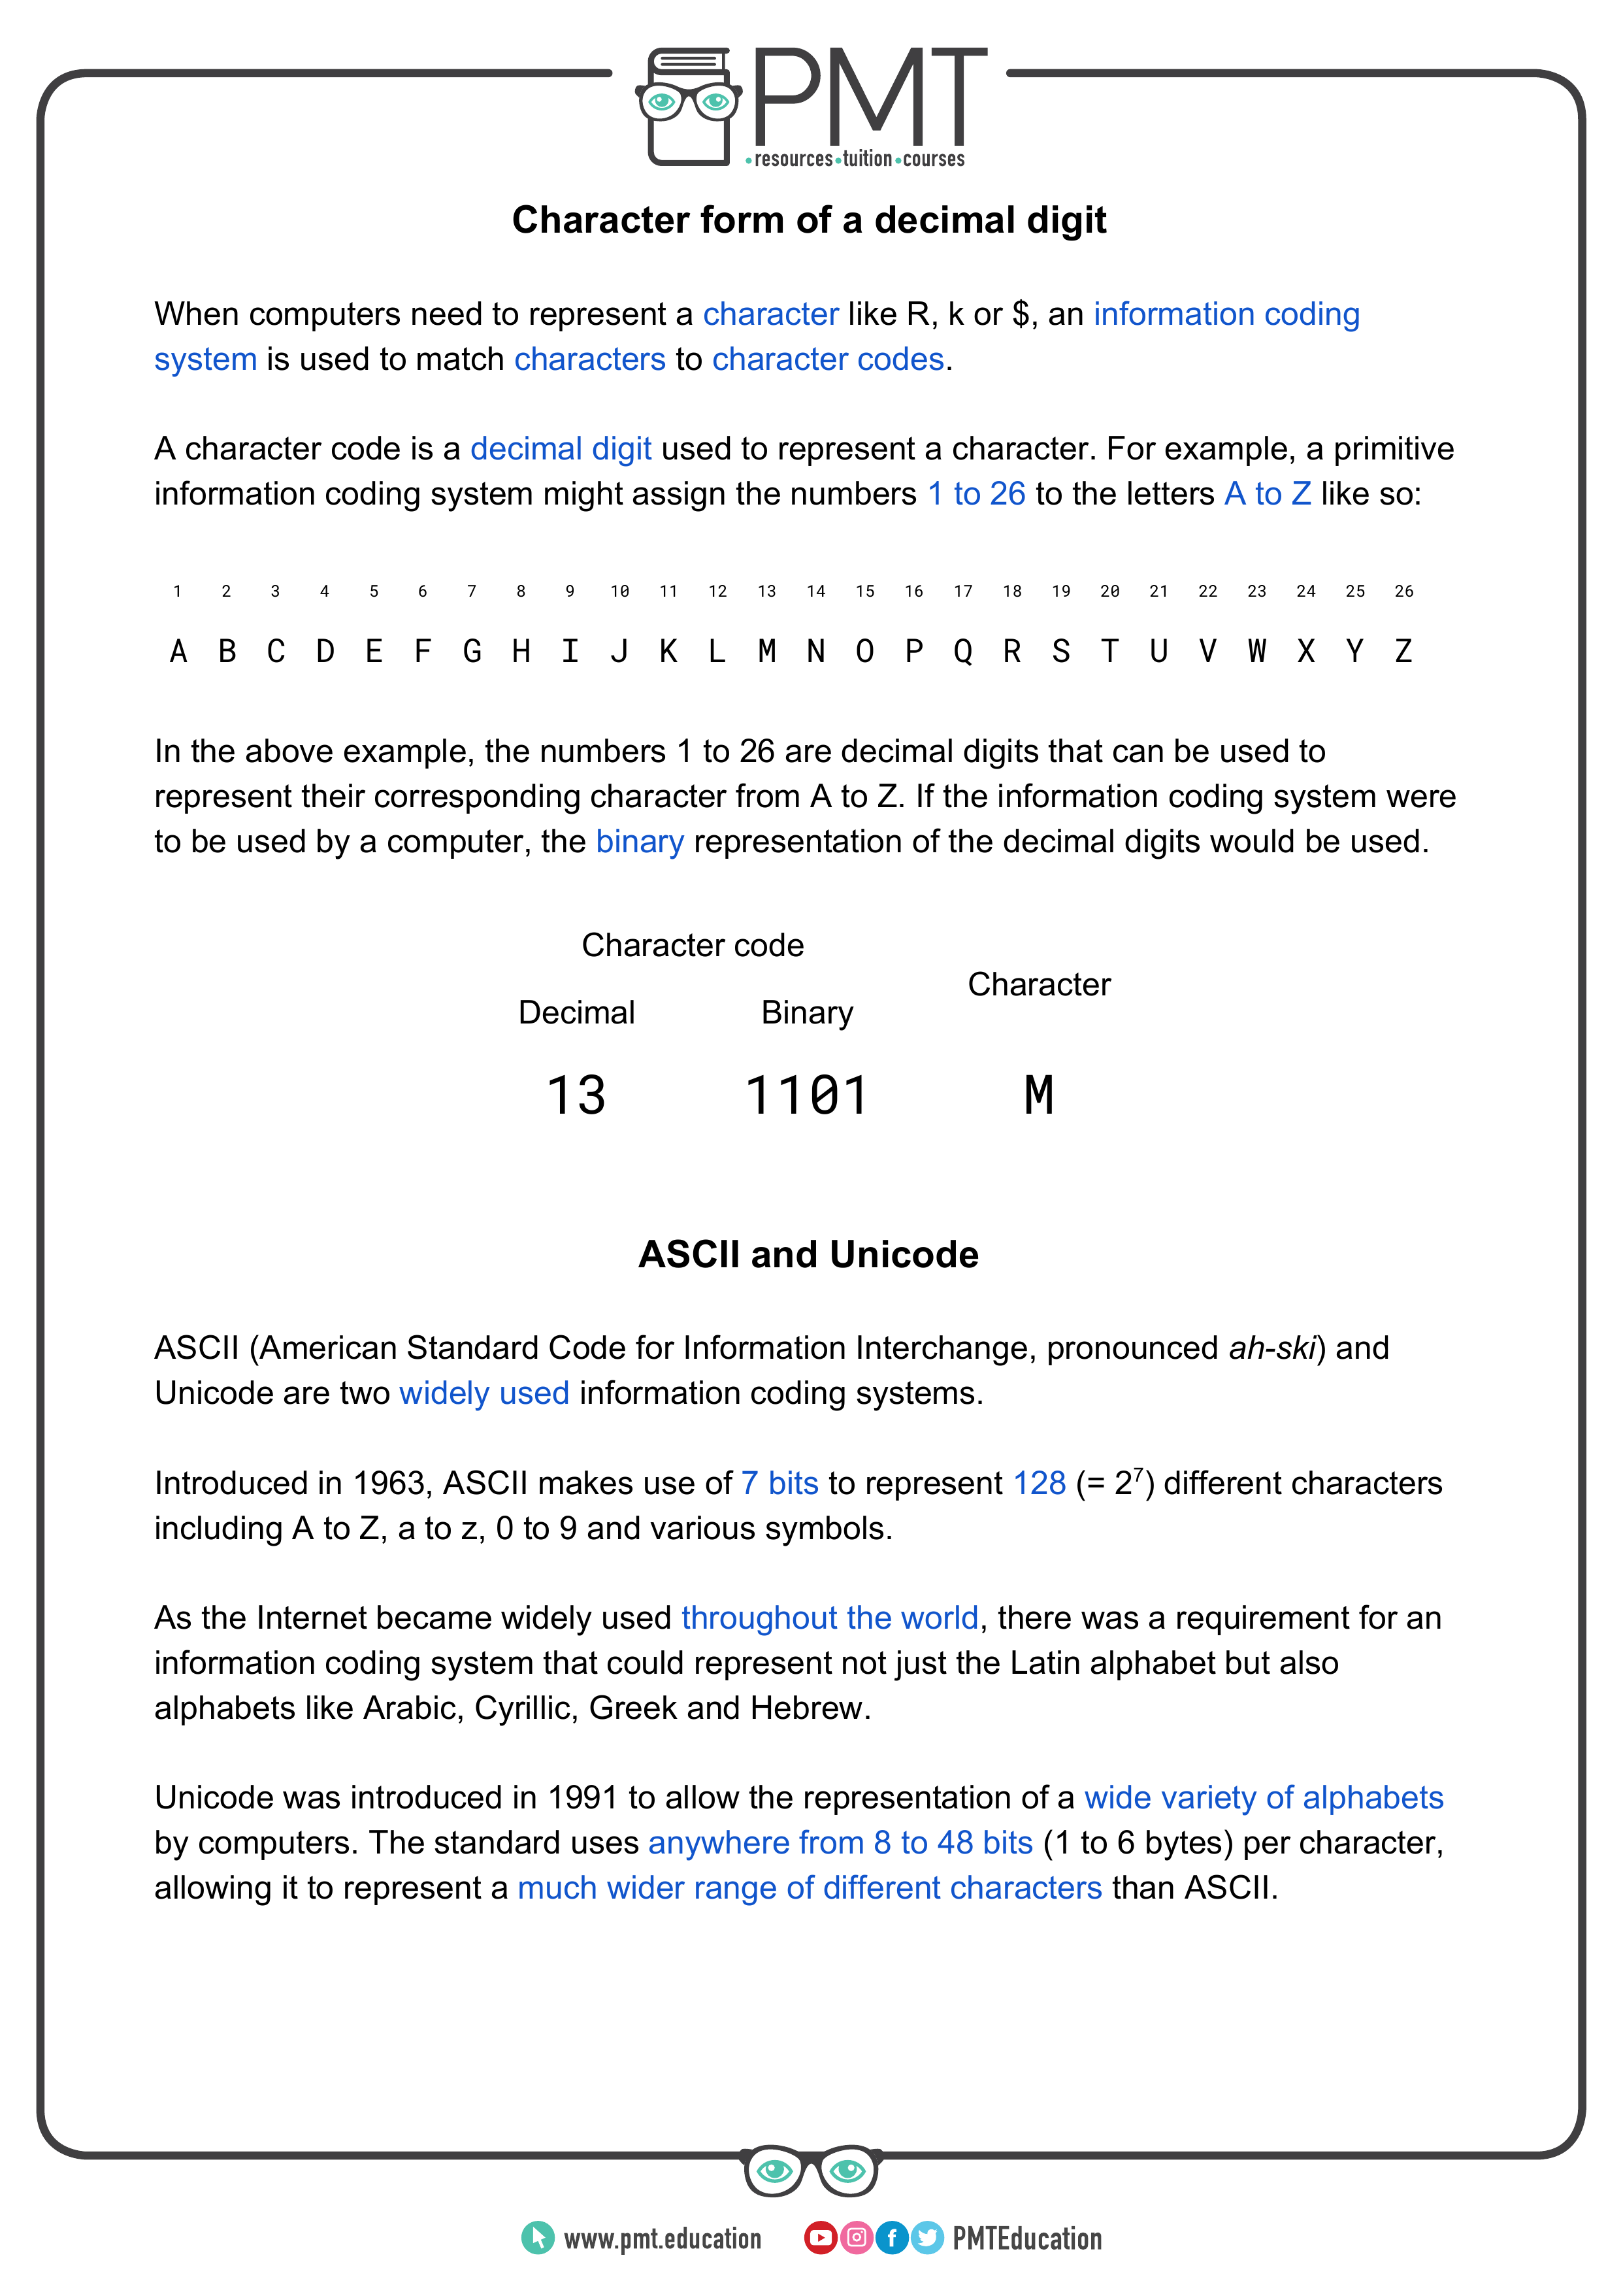 PMT
•resources•tuition•courses
Character form of a decimal digit
When computers need to represent a character like R, k or $, an information coding
system is used to match characters to character codes.
A character code is a decimal digit used to represent a character. For example, a primitive
information coding system might assign the numbers 1 to 26 to the letters A to Z like so:
1 2 3 4 5 6 7 8 9 10 11 12 13 14 15 16 17 18 19 20 21 22 23 24 25 26
A B C D E F G H I J K L M N O P Q R S T U V W X Y Z
In the above example, the numbers 1 to 26 are decimal digits that can be used to
represent their corresponding character from A to Z. If the information coding system were
to be used by a computer, the binary representation of the decimal digits would be used.
Character code
Character
Decimal Binary
13 1101 M
ASCII and Unicode
ASCII (American Standard Code for Information Interchange, pronounced ah-ski) and
Unicode are two widely used information coding systems.
Introduced in 1963, ASCII makes use of 7 bits to represent 128 (= 2⁷) different characters
including A to Z, a to z, 0 to 9 and various symbols.
As the Internet became widely used throughout the world, there was a requirement for an
information coding system that could represent not just the Latin alphabet but also
alphabets like Arabic, Cyrillic, Greek and Hebrew.
Unicode was introduced in 1991 to allow the representation of a wide variety of alphabets
by computers. The standard uses anywhere from 8 to 48 bits (1 to 6 bytes) per character,
allowing it to represent a much wider range of different characters than ASCII.
www.pmt.education PMTEducation